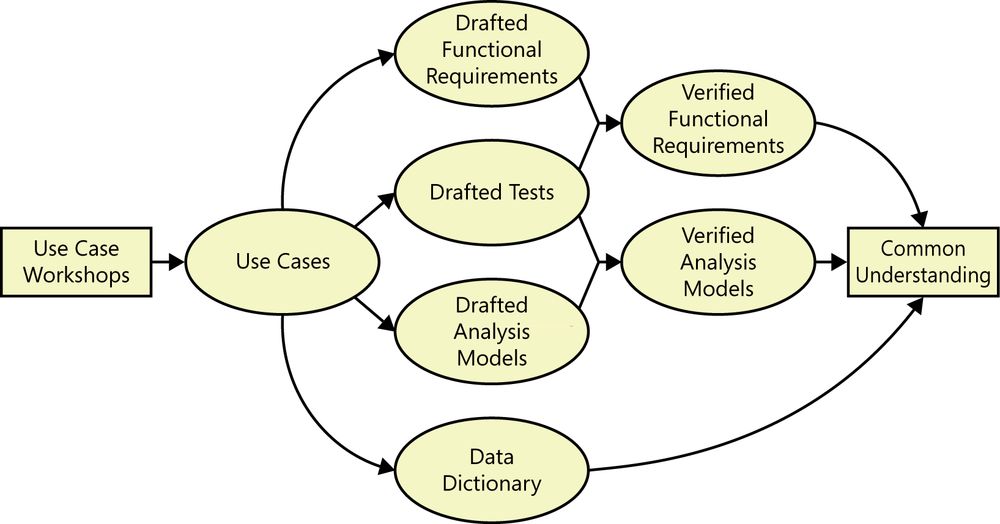 Drafted
Functional
Requirements
Verified
Functional
Requirements
Drafted Tests
Use Case
Workshops
Use Cases
Verified
Analysis
Models
Common
Understanding
Drafted
Analysis
Models
Data
Dictionary